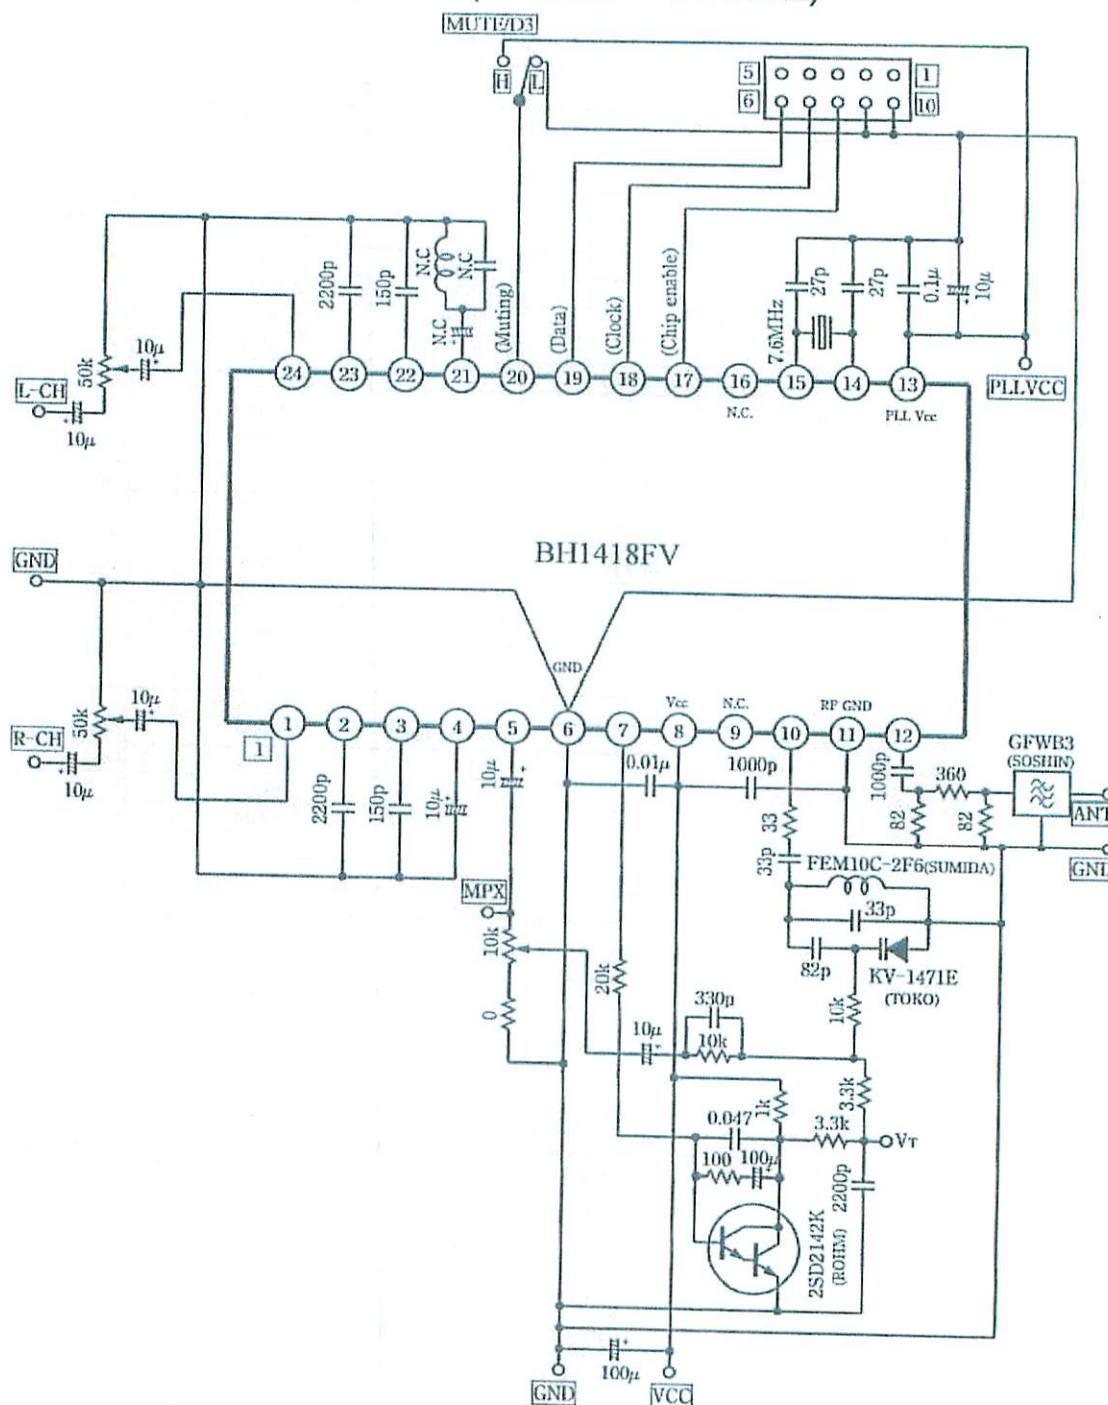 MUTE/D3
H
L
5
1
6
10
2200p
150p
N.C
N.C
N.C
(Muting)
(Data)
(Clock)
(Chip enable)
7.6MHz
27p
27p
0.1μ
10μ
50k
10μ
L-CH
10μ
24
23
22
21
20
19
18
17
16
15
14
13
N.C.
PLL Vcc
PLLVCC
BH1418FV
GND
GND
50k
10μ
R-CH
10μ
1
2
3
4
5
6
7
8
9
10
11
12
Vcc
N.C.
RF GND
1
2200p
150p
10μ
10μ
0.01μ
1000p
1000p
GFWB3
(SOSHIN)
360
82
82
ANT
GND
33
33p
FEM10C-2F6(SUMIDA)
33p
82p
KV-1471E
(TOKO)
MPX
10k
0
20k
10k
330p
10μ
10k
3.3k
1k
0.047
3.3k
VT
100
100μ
2200p
2SD2142K
(ROHM)
100μ
GND
VCC